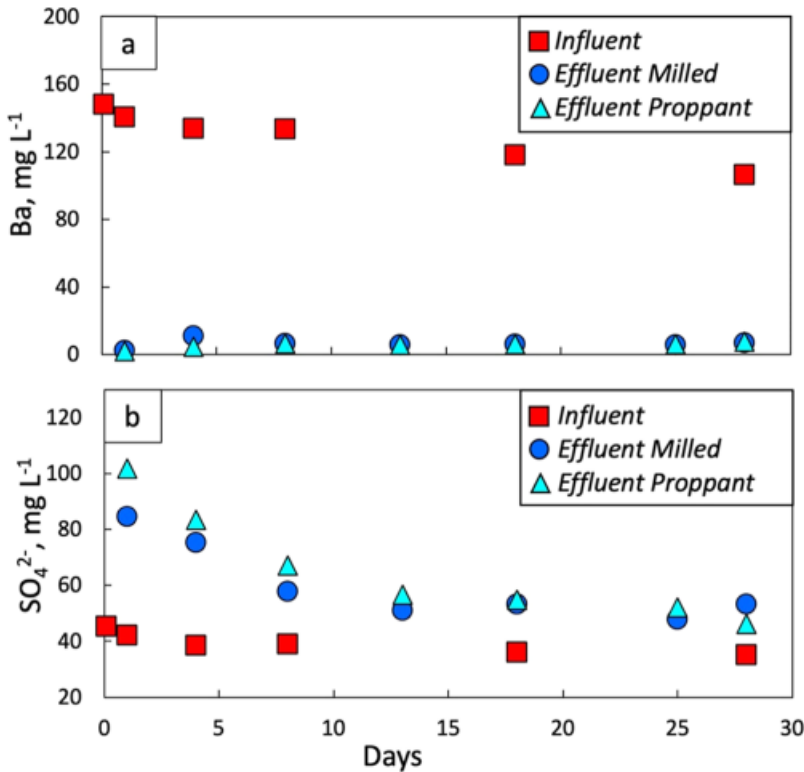 200
160
120
80
40
0
Ba, mg L⁻¹
a
Influent
Effluent Milled
Effluent Proppant
120
100
80
60
40
20
SO₄²⁻, mg L⁻¹
b
Influent
Effluent Milled
Effluent Proppant
0 5 10 15 20 25 30
Days